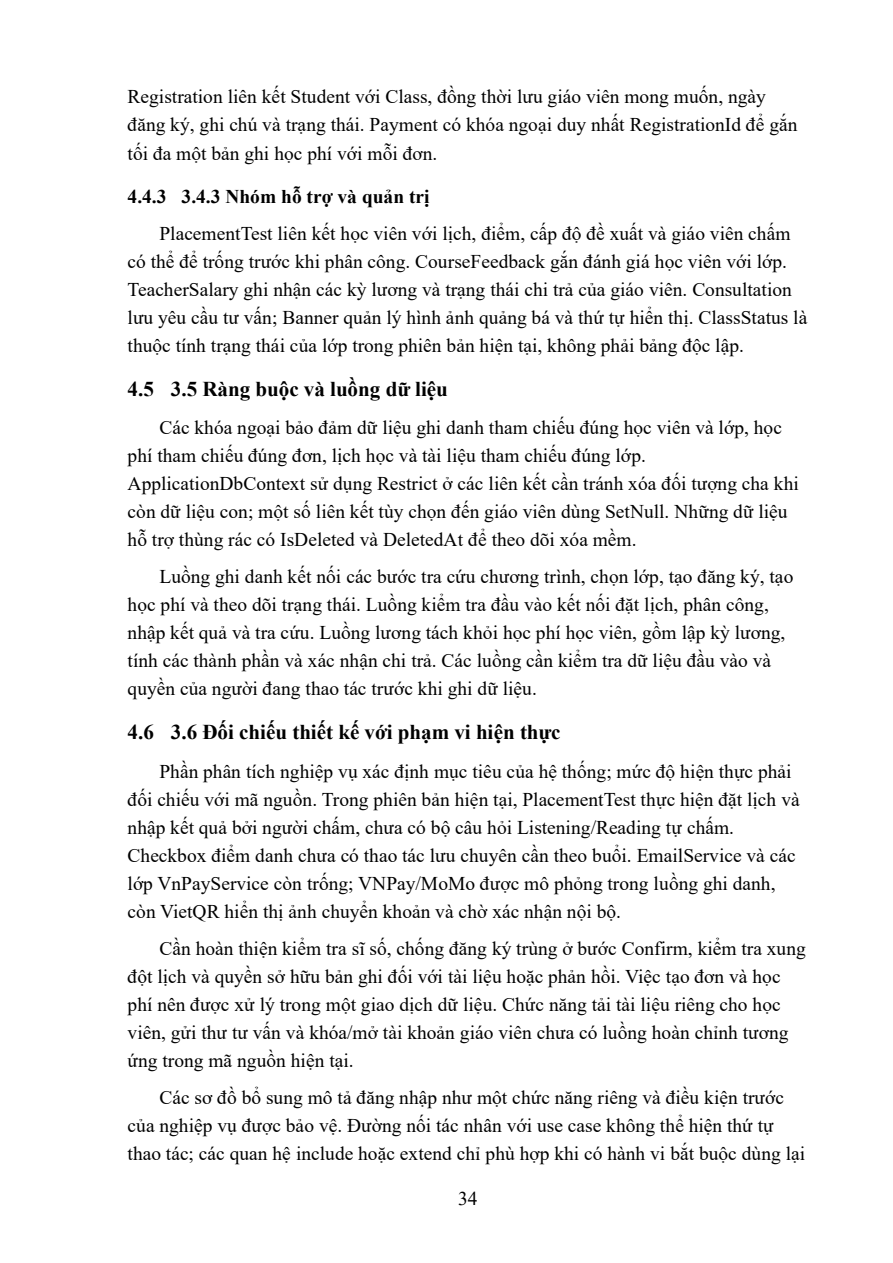 Registration liên kết Student với Class, đồng thời lưu giáo viên mong muốn, ngày
đăng ký, ghi chú và trạng thái. Payment có khóa ngoại duy nhất RegistrationId để gắn
tối đa một bản ghi học phí với mỗi đơn.
4.4.3 3.4.3 Nhóm hỗ trợ và quản trị
PlacementTest liên kết học viên với lịch, điểm, cấp độ đề xuất và giáo viên chấm
có thể để trống trước khi phân công. CourseFeedback gắn đánh giá học viên với lớp.
TeacherSalary ghi nhận các kỳ lương và trạng thái chi trả của giáo viên. Consultation
lưu yêu cầu tư vấn; Banner quản lý hình ảnh quảng bá và thứ tự hiển thị. ClassStatus là
thuộc tính trạng thái của lớp trong phiên bản hiện tại, không phải bảng độc lập.
4.5 3.5 Ràng buộc và luồng dữ liệu
Các khóa ngoại bảo đảm dữ liệu ghi danh tham chiếu đúng học viên và lớp, học
phí tham chiếu đúng đơn, lịch học và tài liệu tham chiếu đúng lớp.
ApplicationDbContext sử dụng Restrict ở các liên kết cần tránh xóa đối tượng cha khi
còn dữ liệu con; một số liên kết tùy chọn đến giáo viên dùng SetNull. Những dữ liệu
hỗ trợ thùng rác có IsDeleted và DeletedAt để theo dõi xóa mềm.
Luồng ghi danh kết nối các bước tra cứu chương trình, chọn lớp, tạo đăng ký, tạo
học phí và theo dõi trạng thái. Luồng kiểm tra đầu vào kết nối đặt lịch, phân công,
nhập kết quả và tra cứu. Luồng lương tách khỏi học phí học viên, gồm lập kỳ lương,
tính các thành phần và xác nhận chi trả. Các luồng cần kiểm tra dữ liệu đầu vào và
quyền của người đang thao tác trước khi ghi dữ liệu.
4.6 3.6 Đối chiếu thiết kế với phạm vi hiện thực
Phần phân tích nghiệp vụ xác định mục tiêu của hệ thống; mức độ hiện thực phải
đối chiếu với mã nguồn. Trong phiên bản hiện tại, PlacementTest thực hiện đặt lịch và
nhập kết quả bởi người chấm, chưa có bộ câu hỏi Listening/Reading tự chấm.
Checkbox điểm danh chưa có thao tác lưu chuyên cần theo buổi. EmailService và các
lớp VnPayService còn trống; VNPay/MoMo được mô phỏng trong luồng ghi danh,
còn VietQR hiển thị ảnh chuyển khoản và chờ xác nhận nội bộ.
Cần hoàn thiện kiểm tra sĩ số, chống đăng ký trùng ở bước Confirm, kiểm tra xung
đột lịch và quyền sở hữu bản ghi đối với tài liệu hoặc phản hồi. Việc tạo đơn và học
phí nên được xử lý trong một giao dịch dữ liệu. Chức năng tải tài liệu riêng cho học
viên, gửi thư tư vấn và khóa/mở tài khoản giáo viên chưa có luồng hoàn chỉnh tương
ứng trong mã nguồn hiện tại.
Các sơ đồ bổ sung mô tả đăng nhập như một chức năng riêng và điều kiện trước
của nghiệp vụ được bảo vệ. Đường nối tác nhân với use case không thể hiện thứ tự
thao tác; các quan hệ include hoặc extend chỉ phù hợp khi có hành vi bắt buộc dùng lại
34